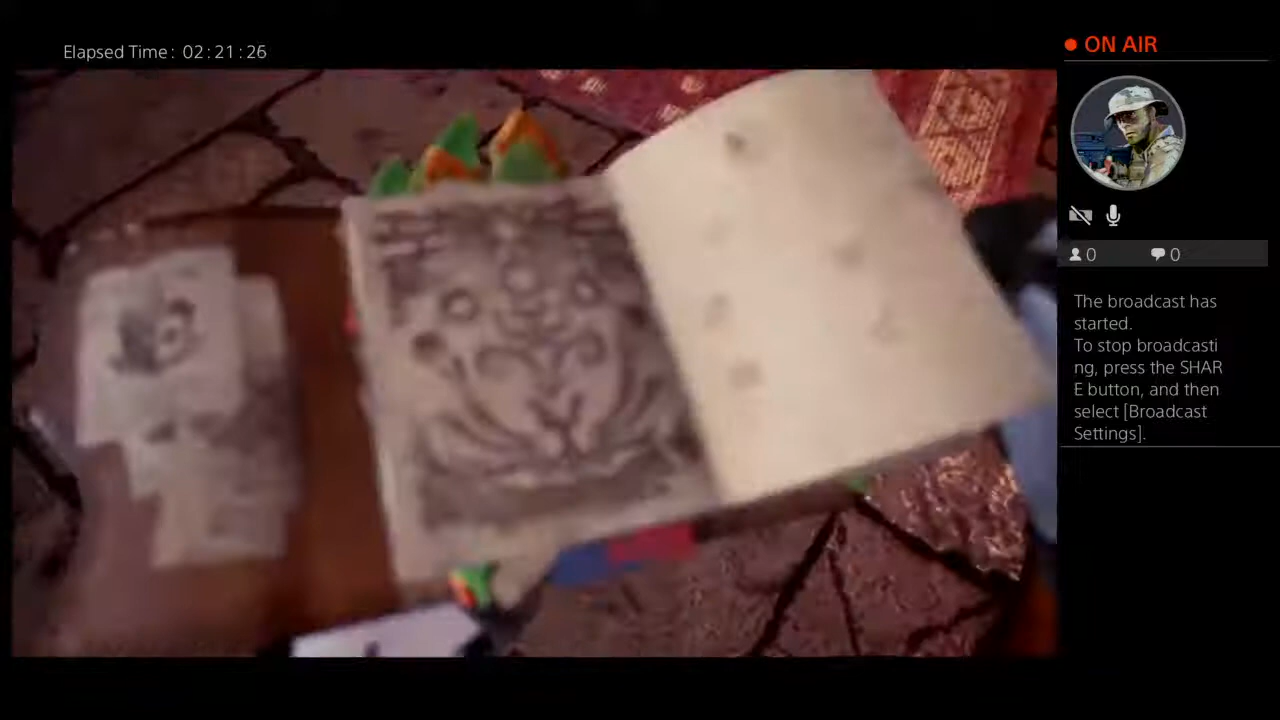 Elapsed Time: 02:21:26
ON AIR
0
0
The broadcast has
started.
To stop broadcasti
ng, press the SHAR
E button, and then
select [Broadcast
Settings].